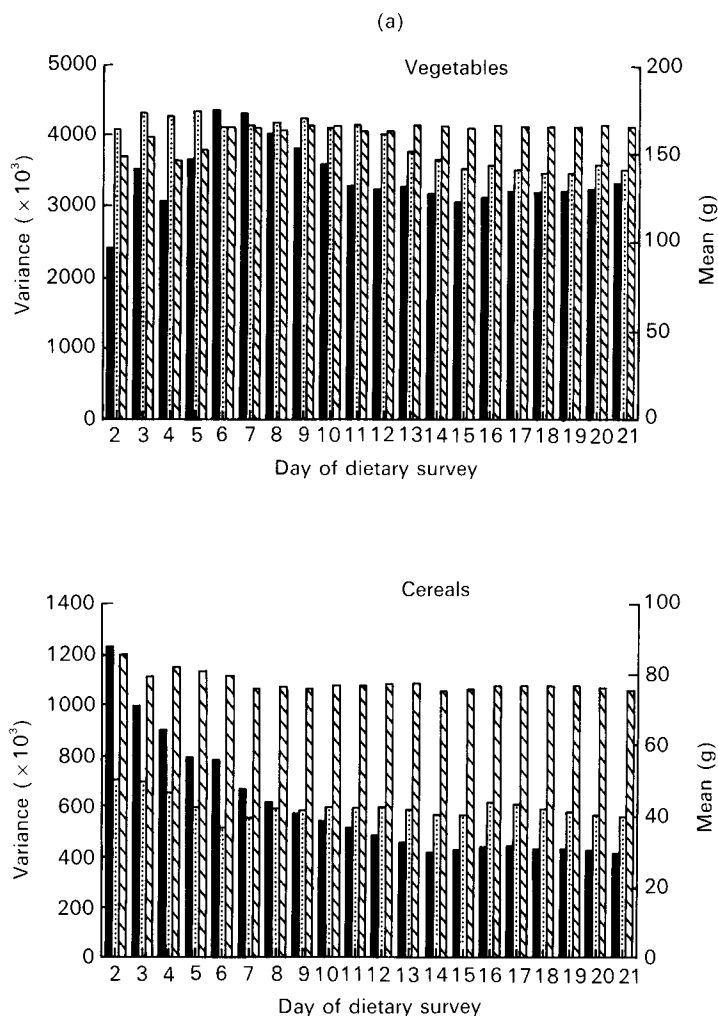 (a)
Vegetables
5000
4000
3000
2000
1000
0
Variance (×10³)
200
150
100
50
0
Mean (g)
2 3 4 5 6 7 8 9 10 11 12 13 14 15 16 17 18 19 20 21
Day of dietary survey
Cereals
1400
1200
1000
800
600
400
200
0
Variance (×10³)
100
80
60
40
20
0
Mean (g)
2 3 4 5 6 7 8 9 10 11 12 13 14 15 16 17 18 19 20 21
Day of dietary survey